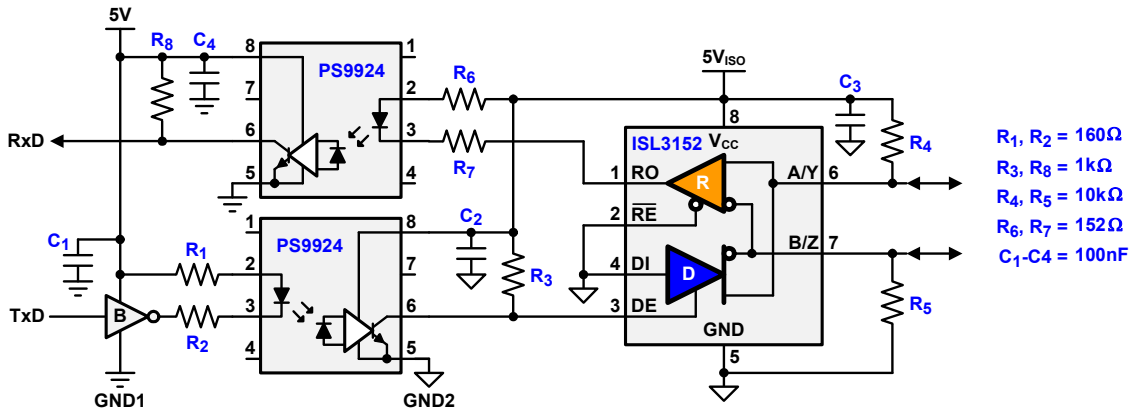 5V
R8
C4
8
7
6
5
PS9924
1
2
3
4
R6
R7
RxD
5VISO
C3
8
ISL3152
VCC
R4
1
RO
R
A/Y
6
2
RE
B/Z
7
4
DI
D
3
DE
GND
5
R5
C1
R1
TxD
B
R2
GND1
1
2
3
4
PS9924
8
7
6
5
C2
R3
GND2
R1, R2 = 160Ω
R3, R8 = 1kΩ
R4, R5 = 10kΩ
R6, R7 = 152Ω
C1-C4 = 100nF